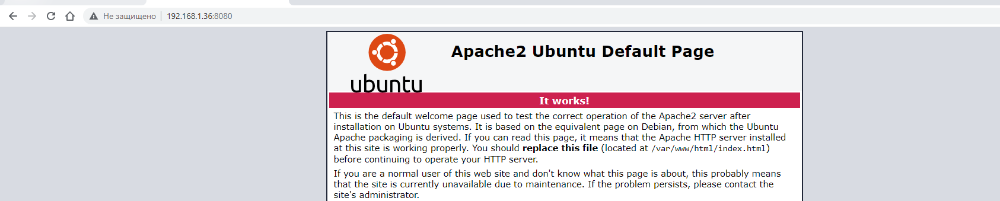 Не защищено 192.168.1.36:8080
ubuntu
Apache2 Ubuntu Default Page
It works!
This is the default welcome page used to test the correct operation of the Apache2 server after
installation on Ubuntu systems. It is based on the equivalent page on Debian, from which the Ubuntu
Apache packaging is derived. If you can read this page, it means that the Apache HTTP server installed
at this site is working properly. You should replace this file (located at /var/www/html/index.html)
before continuing to operate your HTTP server.
If you are a normal user of this web site and don't know what this page is about, this probably means
that the site is currently unavailable due to maintenance. If the problem persists, please contact the
site's administrator.